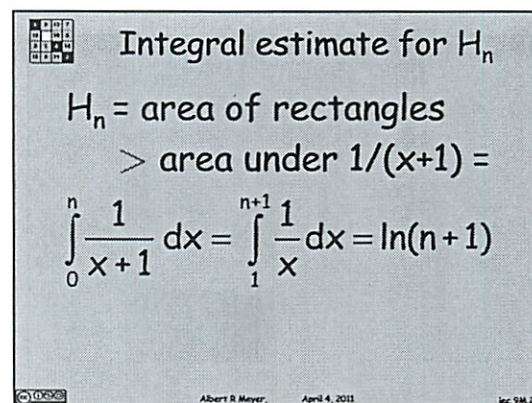 Integral estimate for Hₙ
Hₙ = area of rectangles
> area under 1/(x+1) =
∫₀ⁿ 1/(x+1) dx = ∫₁ⁿ⁺¹ 1/x dx = ln(n+1)
Albert R Meyer, April 4, 2011